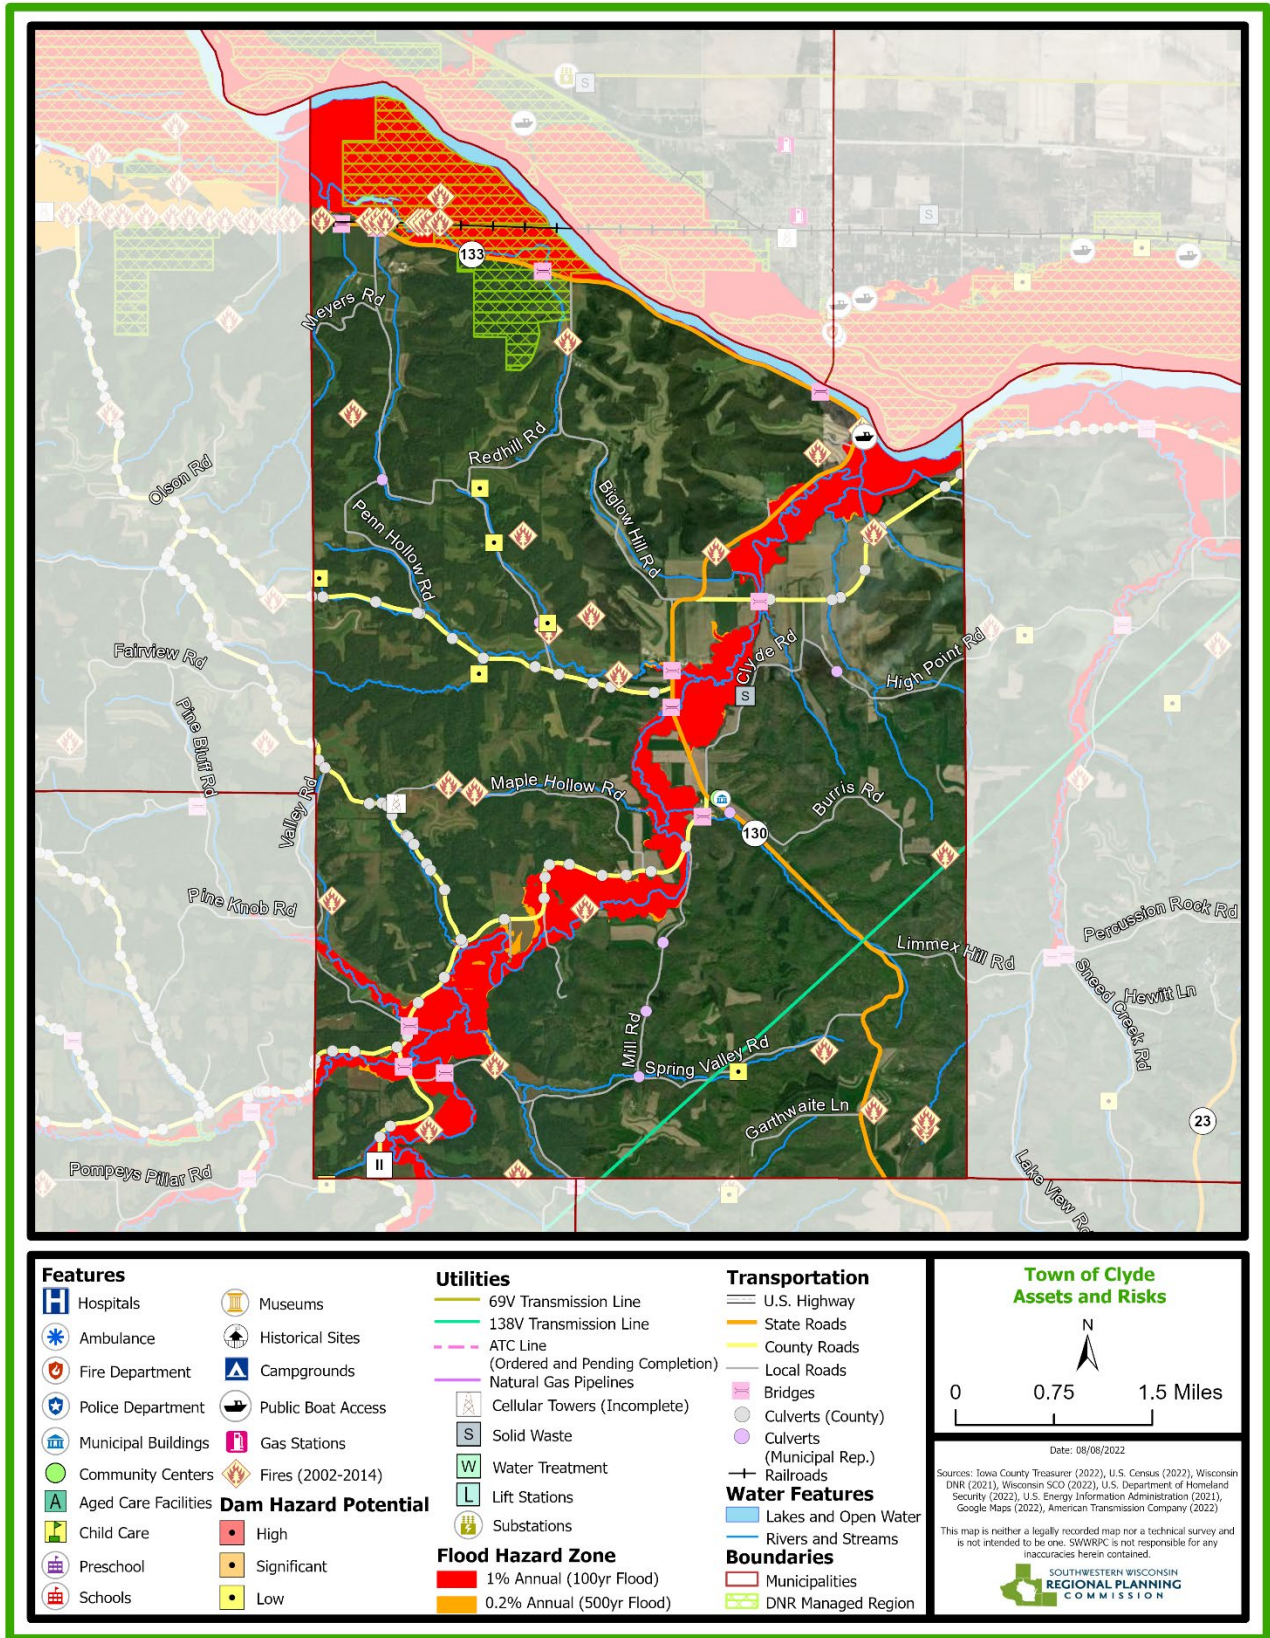 S
S
133
Meyers Rd
Redhill Rd
Olson Rd
Biglow Hill Rd
Penn Hollow Rd
Fairview Rd
Clyde Rd
High Point Rd
S
Pine Bluff Rd
Valley Rd
Maple Hollow Rd
Burris Rd
130
Pine Knob Rd
Percussion Rock Rd
Limmex Hill Rd
Sneed Creek Rd
Hewitt Ln
Mill Rd
Spring Valley Rd
Garthwaite Ln
23
II
Pompeys Pillar Rd
Lake View Rd
Features
H Hospitals
Ambulance
Fire Department
Police Department
Municipal Buildings
Community Centers
A Aged Care Facilities
Child Care
Preschool
Schools
Museums
Historical Sites
Campgrounds
Public Boat Access
Gas Stations
Fires (2002-2014)
Dam Hazard Potential
High
Significant
Low
Utilities
69V Transmission Line
138V Transmission Line
ATC Line
(Ordered and Pending Completion)
Natural Gas Pipelines
Cellular Towers (Incomplete)
S Solid Waste
W Water Treatment
L Lift Stations
Substations
Flood Hazard Zone
1% Annual (100yr Flood)
0.2% Annual (500yr Flood)
Transportation
U.S. Highway
State Roads
County Roads
Local Roads
Bridges
Culverts (County)
Culverts
(Municipal Rep.)
Railroads
Water Features
Lakes and Open Water
Rivers and Streams
Boundaries
Municipalities
DNR Managed Region
Town of Clyde
Assets and Risks
N
0 0.75 1.5 Miles
Date: 08/08/2022
Sources: Iowa County Treasurer (2022), U.S. Census (2022), Wisconsin
DNR (2021), Wisconsin SCO (2022), U.S. Department of Homeland
Security (2022), U.S. Energy Information Administration (2021),
Google Maps (2022), American Transmission Company (2022)
This map is neither a legally recorded map nor a technical survey and
is not intended to be one. SWWRPC is not responsible for any
inaccuracies herein contained.
SOUTHWESTERN WISCONSIN
REGIONAL PLANNING
COMMISSION